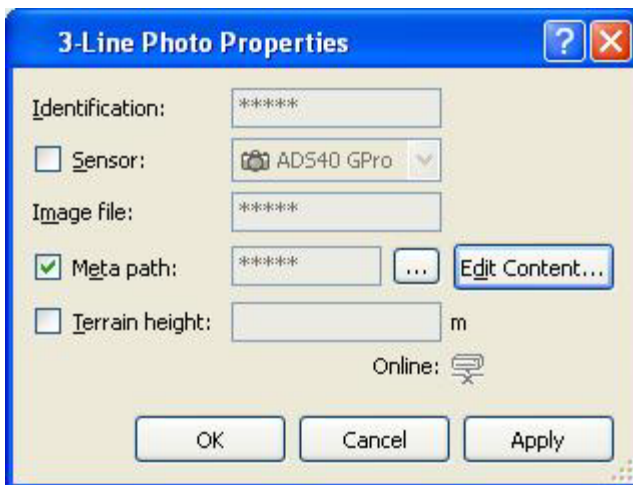 3-Line Photo Properties
?
Identification: *****
Sensor: ADS40 GPro
Image file: *****
Meta path: ***** ... Edit Content...
Terrain height: m
Online:
OK Cancel Apply